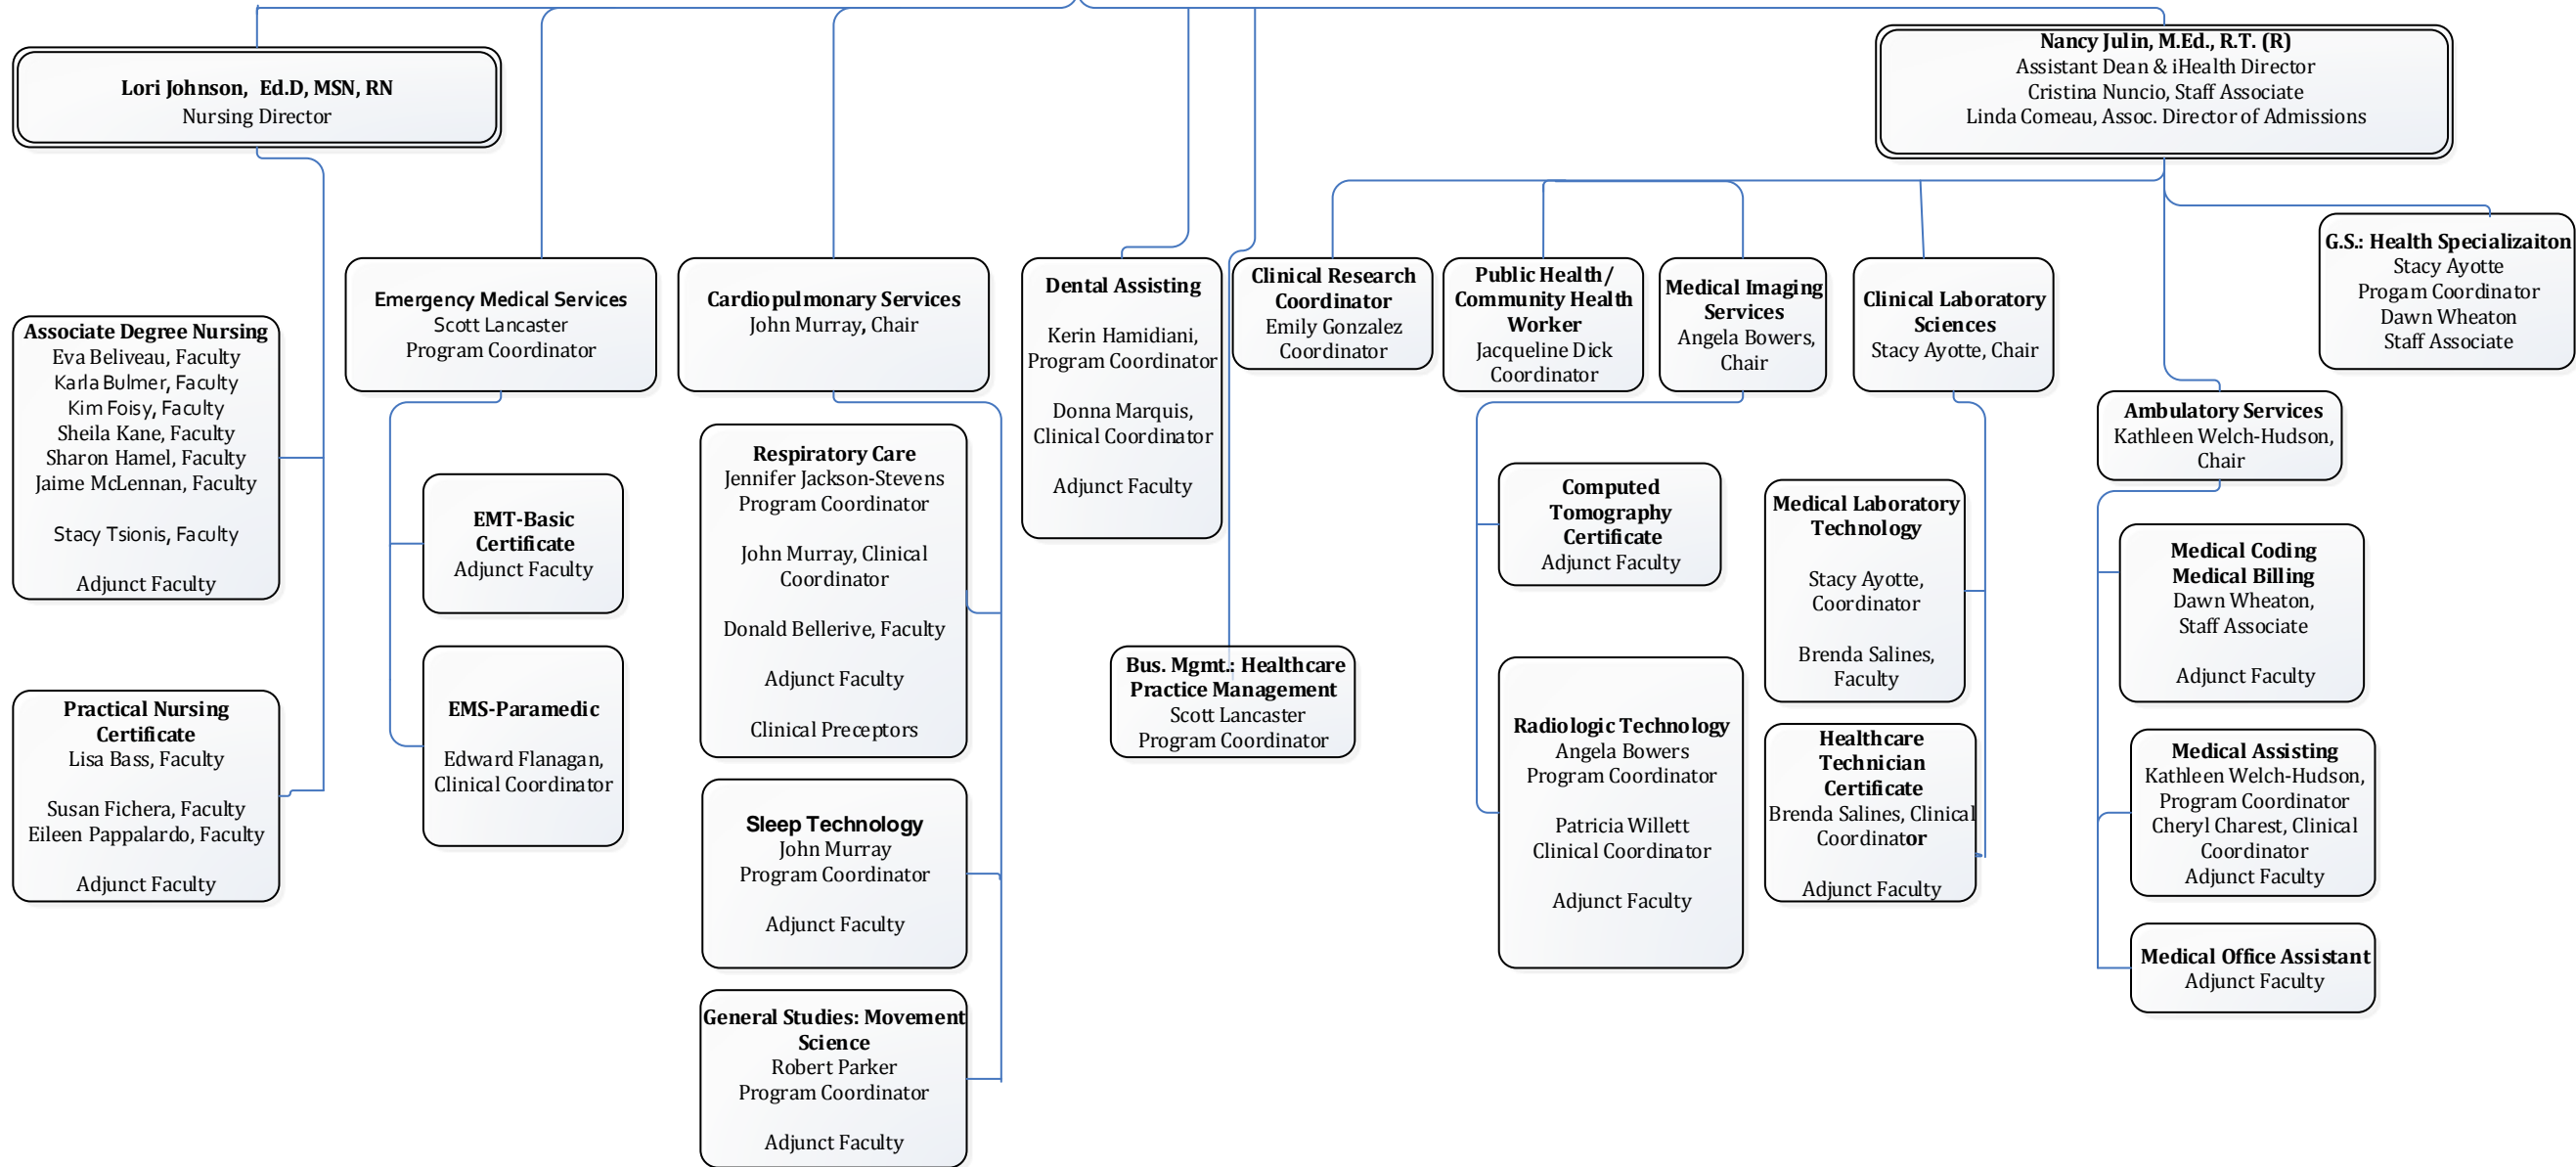 Lori Johnson,  Ed.D, MSN, RN
Nursing Director
Nancy Julin, M.Ed., R.T. (R)
Assistant Dean & iHealth Director
Cristina Nuncio, Staff Associate
Linda Comeau, Assoc. Director of Admissions
Associate Degree Nursing
Eva Beliveau, Faculty
Karla Bulmer, Faculty
Kim Foisy, Faculty
Sheila Kane, Faculty
Sharon Hamel, Faculty
Jaime McLennan, Faculty
Stacy Tsionis, Faculty
Adjunct Faculty
Practical Nursing
Certificate
Lisa Bass, Faculty
Susan Fichera, Faculty
Eileen Pappalardo, Faculty
Adjunct Faculty
Emergency Medical Services
Scott Lancaster
Program Coordinator
EMT-Basic
Certificate
Adjunct Faculty
EMS-Paramedic
Edward Flanagan,
Clinical Coordinator
Cardiopulmonary Services
John Murray, Chair
Respiratory Care
Jennifer Jackson-Stevens
Program Coordinator
John Murray, Clinical
Coordinator
Donald Bellerive, Faculty
Adjunct Faculty
Clinical Preceptors
Sleep Technology
John Murray
Program Coordinator
Adjunct Faculty
General Studies: Movement
Science
Robert Parker
Program Coordinator
Adjunct Faculty
Dental Assisting
Kerin Hamidiani,
Program Coordinator
Donna Marquis,
Clinical Coordinator
Adjunct Faculty
Bus. Mgmt.: Healthcare
Practice Management
Scott Lancaster
Program Coordinator
Clinical Research
Coordinator
Emily Gonzalez
Coordinator
Public Health/
Community Health
Worker
Jacqueline Dick
Coordinator
Medical Imaging
Services
Angela Bowers,
Chair
Computed
Tomography
Certificate
Adjunct Faculty
Radiologic Technology
Angela Bowers
Program Coordinator
Patricia Willett
Clinical Coordinator
Adjunct Faculty
Clinical Laboratory
Sciences
Stacy Ayotte, Chair
Medical Laboratory
Technology
Stacy Ayotte,
Coordinator
Brenda Salines,
Faculty
Healthcare
Technician
Certificate
Brenda Salines, Clinical
Coordinator
Adjunct Faculty
Ambulatory Services
Kathleen Welch-Hudson,
Chair
Medical Coding
Medical Billing
Dawn Wheaton,
Staff Associate
Adjunct Faculty
Medical Assisting
Kathleen Welch-Hudson,
Program Coordinator
Cheryl Charest, Clinical
Coordinator
Adjunct Faculty
Medical Office Assistant
Adjunct Faculty
G.S.: Health Specializaiton
Stacy Ayotte
Progam Coordinator
Dawn Wheaton
Staff Associate